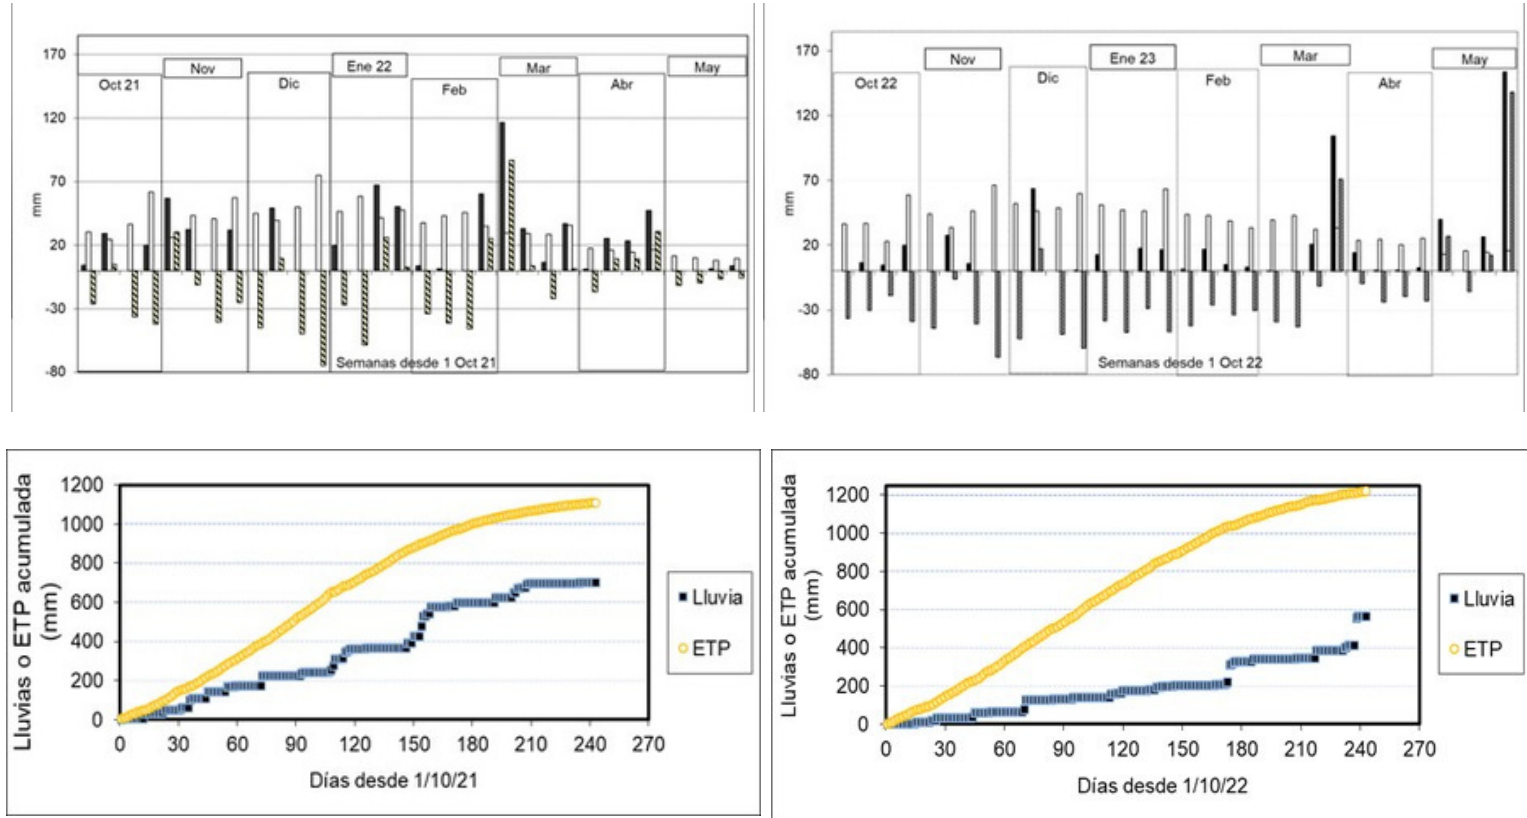 170
120
70
20
-30
-80
mm
Oct 21
Nov
Dic
Ene 22
Feb
Mar
Abr
May
Semanas desde 1 Oct 21
170
120
70
20
-30
-80
mm
Oct 22
Nov
Dic
Ene 23
Feb
Mar
Abr
May
Semanas desde 1 Oct 22
Lluvias o ETP acumulada
(mm)
1200
1000
800
600
400
200
0
0 30 60 90 120 150 180 210 240 270
Días desde 1/10/21
Lluvia
ETP
Lluvias o ETP acumulada
(mm)
1200
1000
800
600
400
200
0
0 30 60 90 120 150 180 210 240 270
Días desde 1/10/22
Lluvia
ETP